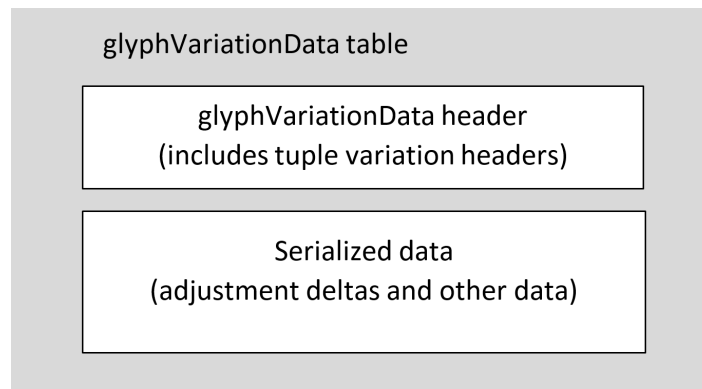 glyphVariationData table
glyphVariationData header
(includes tuple variation headers)
Serialized data
(adjustment deltas and other data)